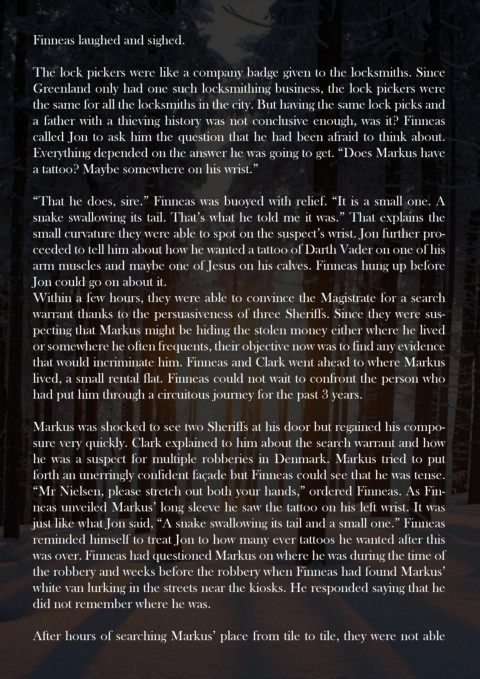 Finneas laughed and sighed.

The lock pickers were like a company badge given to the locksmiths. Since
Greenland only had one such locksmithing business, the lock pickers were
the same for all the locksmiths in the city. But having the same lock picks and
a father with a thieving history was not conclusive enough, was it? Finneas
called Jon to ask him the question that he had been afraid to think about.
Everything depended on the answer he was going to get. “Does Markus have
a tattoo? Maybe somewhere on his wrist.”

“That he does, sire.” Finneas was buoyed with relief. “It is a small one. A
snake swallowing its tail. That’s what he told me it was.” That explains the
small curvature they were able to spot on the suspect’s wrist. Jon further pro-
ceeded to tell him about how he wanted a tattoo of Darth Vader on one of his
arm muscles and maybe one of Jesus on his calves. Finneas hung up before
Jon could go on about it.
Within a few hours, they were able to convince the Magistrate for a search
warrant thanks to the persuasiveness of three Sheriffs. Since they were sus-
pecting that Markus might be hiding the stolen money either where he lived
or somewhere he often frequents, their objective now was to find any evidence
that would incriminate him. Finneas and Clark went ahead to where Markus
lived, a small rental flat. Finneas could not wait to confront the person who
had put him through a circuitous journey for the past 3 years.

Markus was shocked to see two Sheriffs at his door but regained his compo-
sure very quickly. Clark explained to him about the search warrant and how
he was a suspect for multiple robberies in Denmark. Markus tried to put
forth an unerringly confident façade but Finneas could see that he was tense.
“Mr Nielsen, please stretch out both your hands,” ordered Finneas. As Fin-
neas unveiled Markus’ long sleeve he saw the tattoo on his left wrist. It was
just like what Jon said, “A snake swallowing its tail and a small one.” Finneas
reminded himself to treat Jon to how many ever tattoos he wanted after this
was over. Finneas had questioned Markus on where he was during the time of
the robbery and weeks before the robbery when Finneas had found Markus’
white van lurking in the streets near the kiosks. He responded saying that he
did not remember where he was.

After hours of searching Markus’ place from tile to tile, they were not able